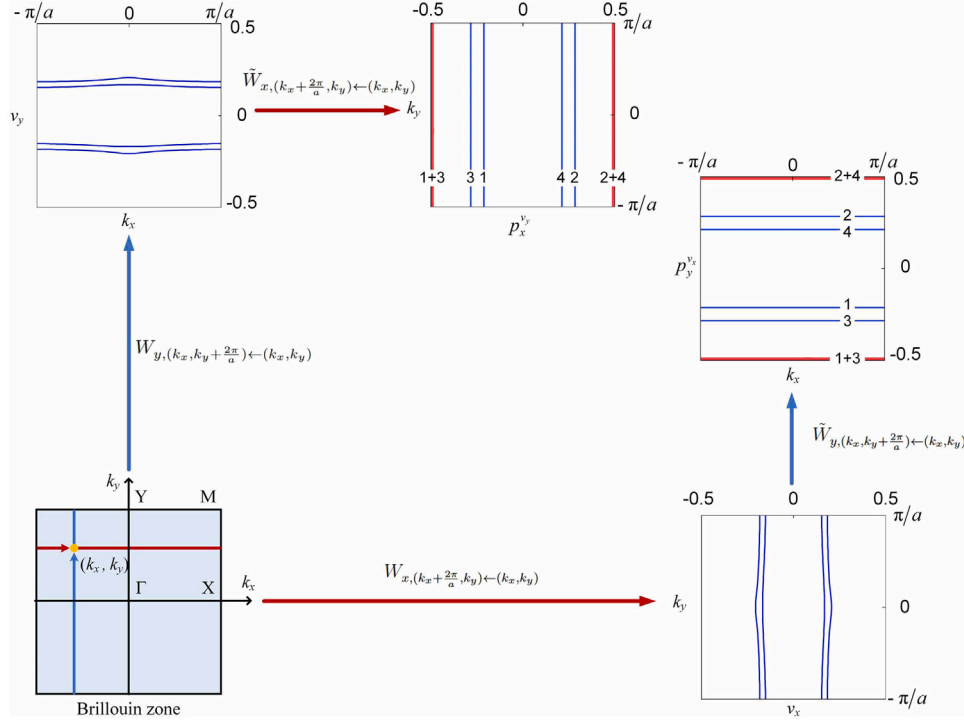 - π/a 0 π/a
0.5
v_y
0
-0.5
k_x
W̃_{x,(k_x+\frac{2π}{a},k_y)←(k_x,k_y)}
-0.5 0 0.5
π/a
k_y
0
1+3 3 1 4 2 2+4
- π/a
p_x^{v_y}
- π/a 0 π/a
2+4 0.5
2
4
p_y^{v_x}
0
1
3
1+3 -0.5
k_x
W_{y,(k_x,k_y+\frac{2π}{a})←(k_x,k_y)}
W̃_{y,(k_x,k_y+\frac{2π}{a})←(k_x,k_y)}
k_y
Y M
(k_x, k_y)
Γ X k_x
Brillouin zone
W_{x,(k_x+\frac{2π}{a},k_y)←(k_x,k_y)}
-0.5 0 0.5
π/a
k_y
0
- π/a
v_x